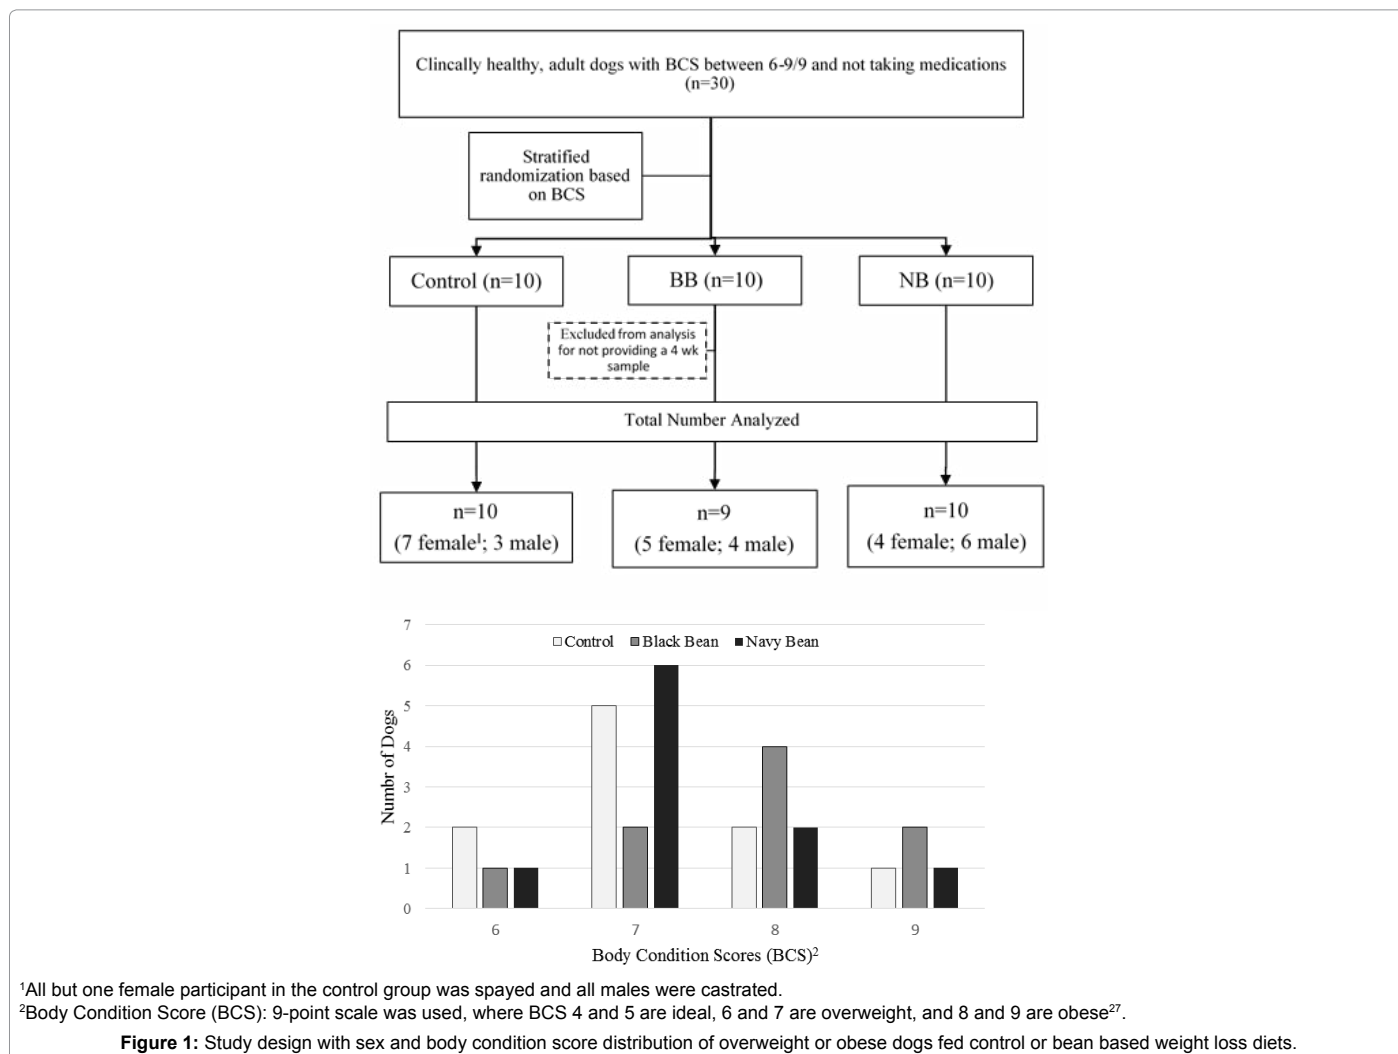 Clincally healthy, adult dogs with BCS between 6-9/9 and not taking medications
(n=30)
Stratified
randomization based
on BCS
Control (n=10)
BB (n=10)
NB (n=10)
Excluded from analysis
for not providing a 4 wk
sample
Total Number Analyzed
n=10
(7 female¹; 3 male)
n=9
(5 female; 4 male)
n=10
(4 female; 6 male)
7
6
5
4
3
2
1
0
Numbr of Dogs
Control
Black Bean
Navy Bean
6
7
8
9
Body Condition Scores (BCS)²
¹All but one female participant in the control group was spayed and all males were castrated.
²Body Condition Score (BCS): 9-point scale was used, where BCS 4 and 5 are ideal, 6 and 7 are overweight, and 8 and 9 are obese²⁷.
Figure 1: Study design with sex and body condition score distribution of overweight or obese dogs fed control or bean based weight loss diets.